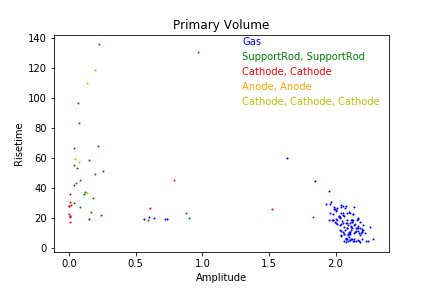 Primary Volume
140
120
100
80
60
40
20
0
Risetime
Gas
SupportRod, SupportRod
Cathode, Cathode
Anode, Anode
Cathode, Cathode, Cathode
0.0 0.5 1.0 1.5 2.0
Amplitude